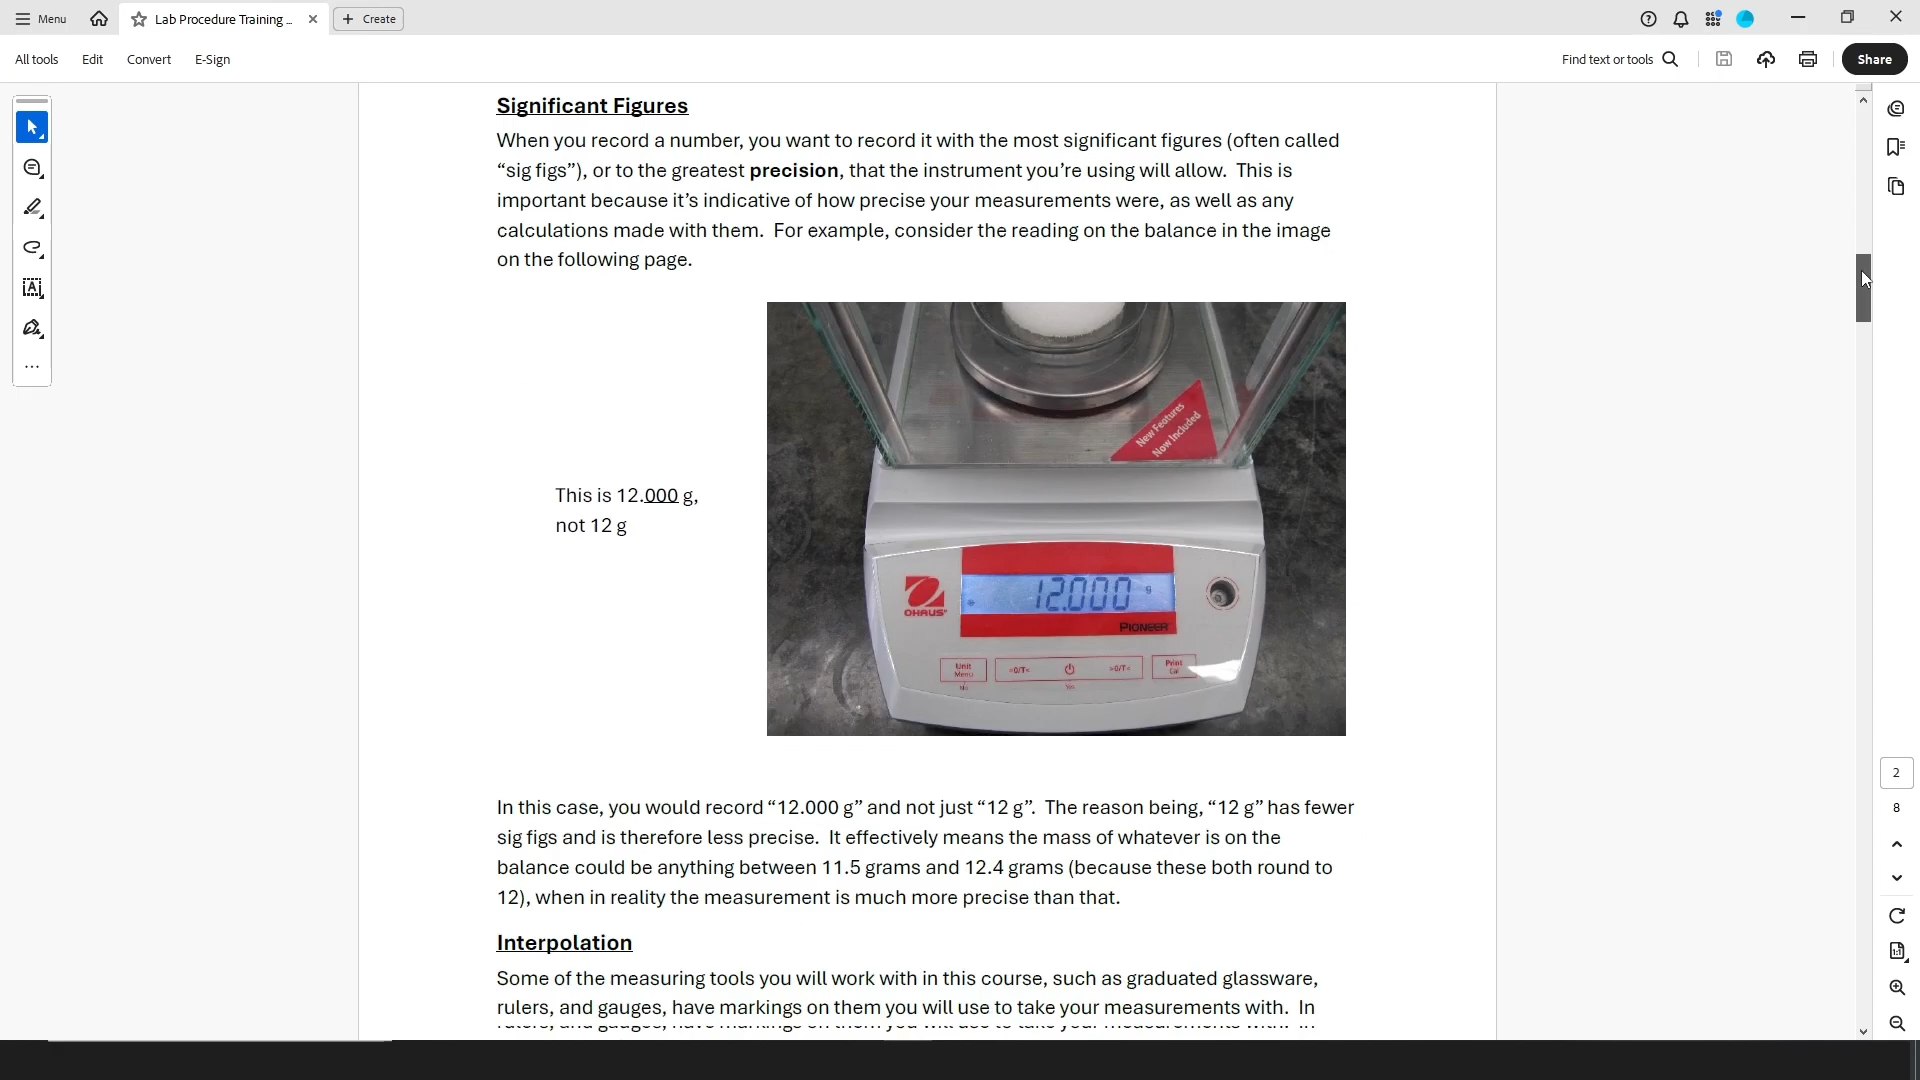 Menu
Lab Procedure Training ...
Create
All tools
Edit
Convert
E-Sign
Find text or tools
Share
Significant Figures
When you record a number, you want to record it with the most significant figures (often called
“sig figs”), or to the greatest precision, that the instrument you’re using will allow. This is
important because it’s indicative of how precise your measurements were, as well as any
calculations made with them. For example, consider the reading on the balance in the image
on the following page.
New Features
Now Included
This is 12.000 g,
not 12 g
12.000 g
OHAUS
PIONEER
Unit
Menu
No
<0/T<
>0/T<
Yes
Print
Cal
In this case, you would record “12.000 g” and not just “12 g”. The reason being, “12 g” has fewer
sig figs and is therefore less precise. It effectively means the mass of whatever is on the
balance could be anything between 11.5 grams and 12.4 grams (because these both round to
12), when in reality the measurement is much more precise than that.
Interpolation
Some of the measuring tools you will work with in this course, such as graduated glassware,
rulers, and gauges, have markings on them you will use to take your measurements with. In
2
8